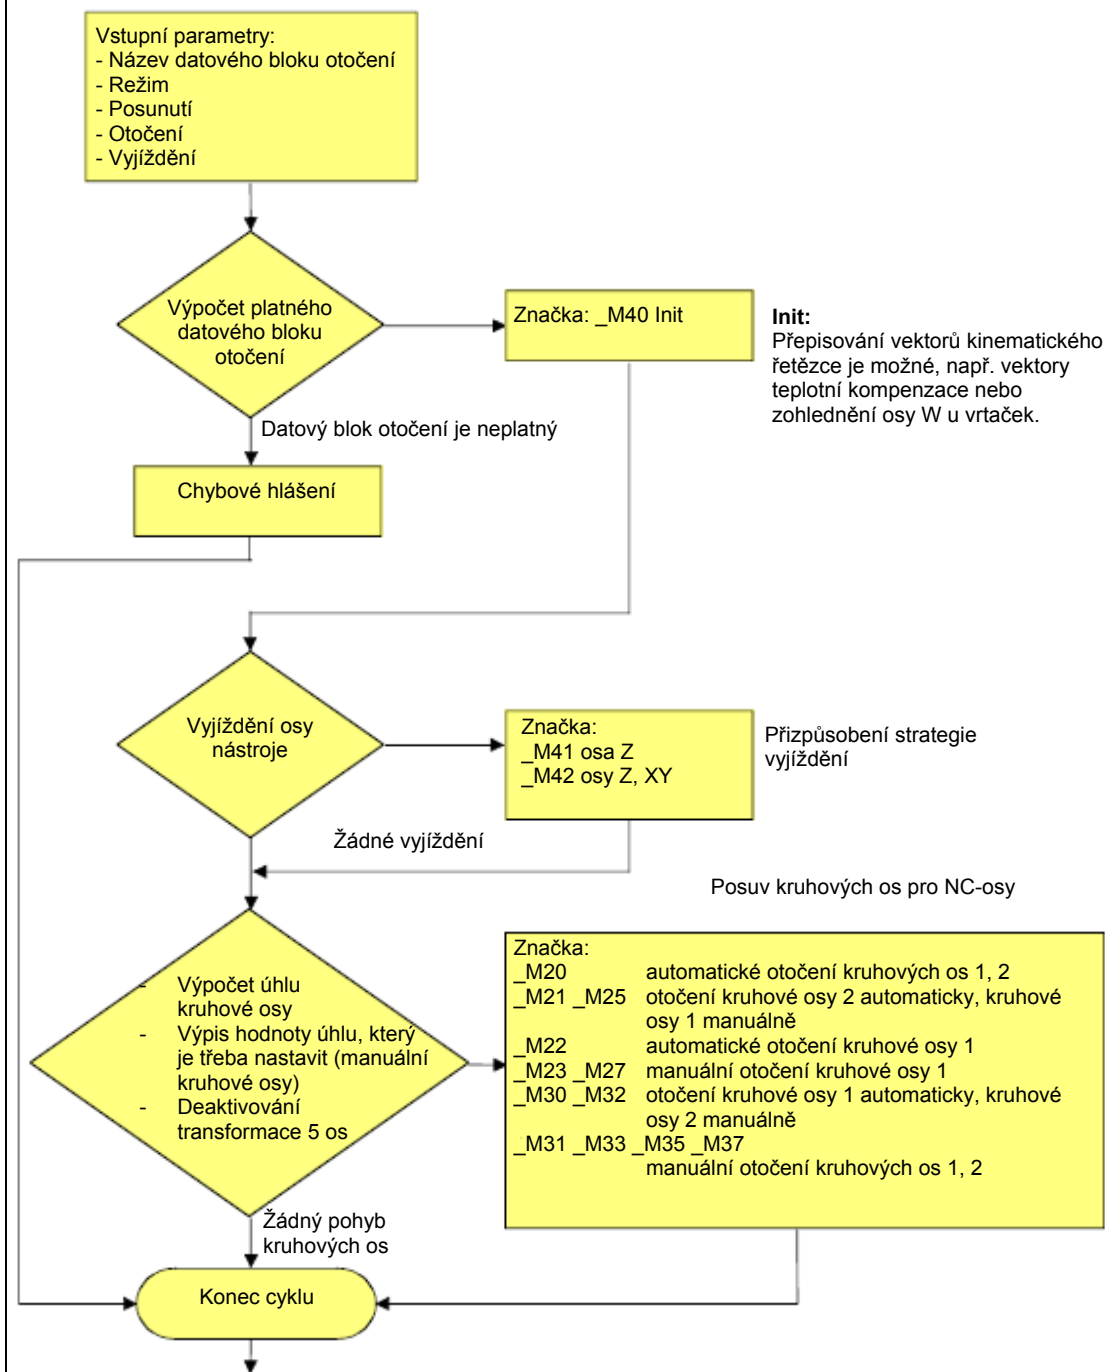 Vstupní parametry:
- Název datového bloku otočení
- Režim
- Posunutí
- Otočení
- Vyjíždění
Výpočet platného
datového bloku
otočení
Značka: _M40 Init
Init:
Přepisování vektorů kinematického
řetězce je možné, např. vektory
teplotní kompenzace nebo
zohlednění osy W u vrtaček.
Datový blok otočení je neplatný
Chybové hlášení
Vyjíždění osy
nástroje
Značka:
_M41 osa Z
_M42 osy Z, XY
Přizpůsobení strategie
vyjíždění
Žádné vyjíždění
Posuv kruhových os pro NC-osy
- Výpočet úhlu
kruhové osy
- Výpis hodnoty úhlu, který
je třeba nastavit (manuální
kruhové osy)
- Deaktivování
transformace 5 os
Značka:
_M20 automatické otočení kruhových os 1, 2
_M21 _M25 otočení kruhové osy 2 automaticky, kruhové
osy 1 manuálně
_M22 automatické otočení kruhové osy 1
_M23 _M27 manuální otočení kruhové osy 1
_M30 _M32 otočení kruhové osy 1 automaticky, kruhové
osy 2 manuálně
_M31 _M33 _M35 _M37
manuální otočení kruhových os 1, 2
Žádný pohyb
kruhových os
Konec cyklu